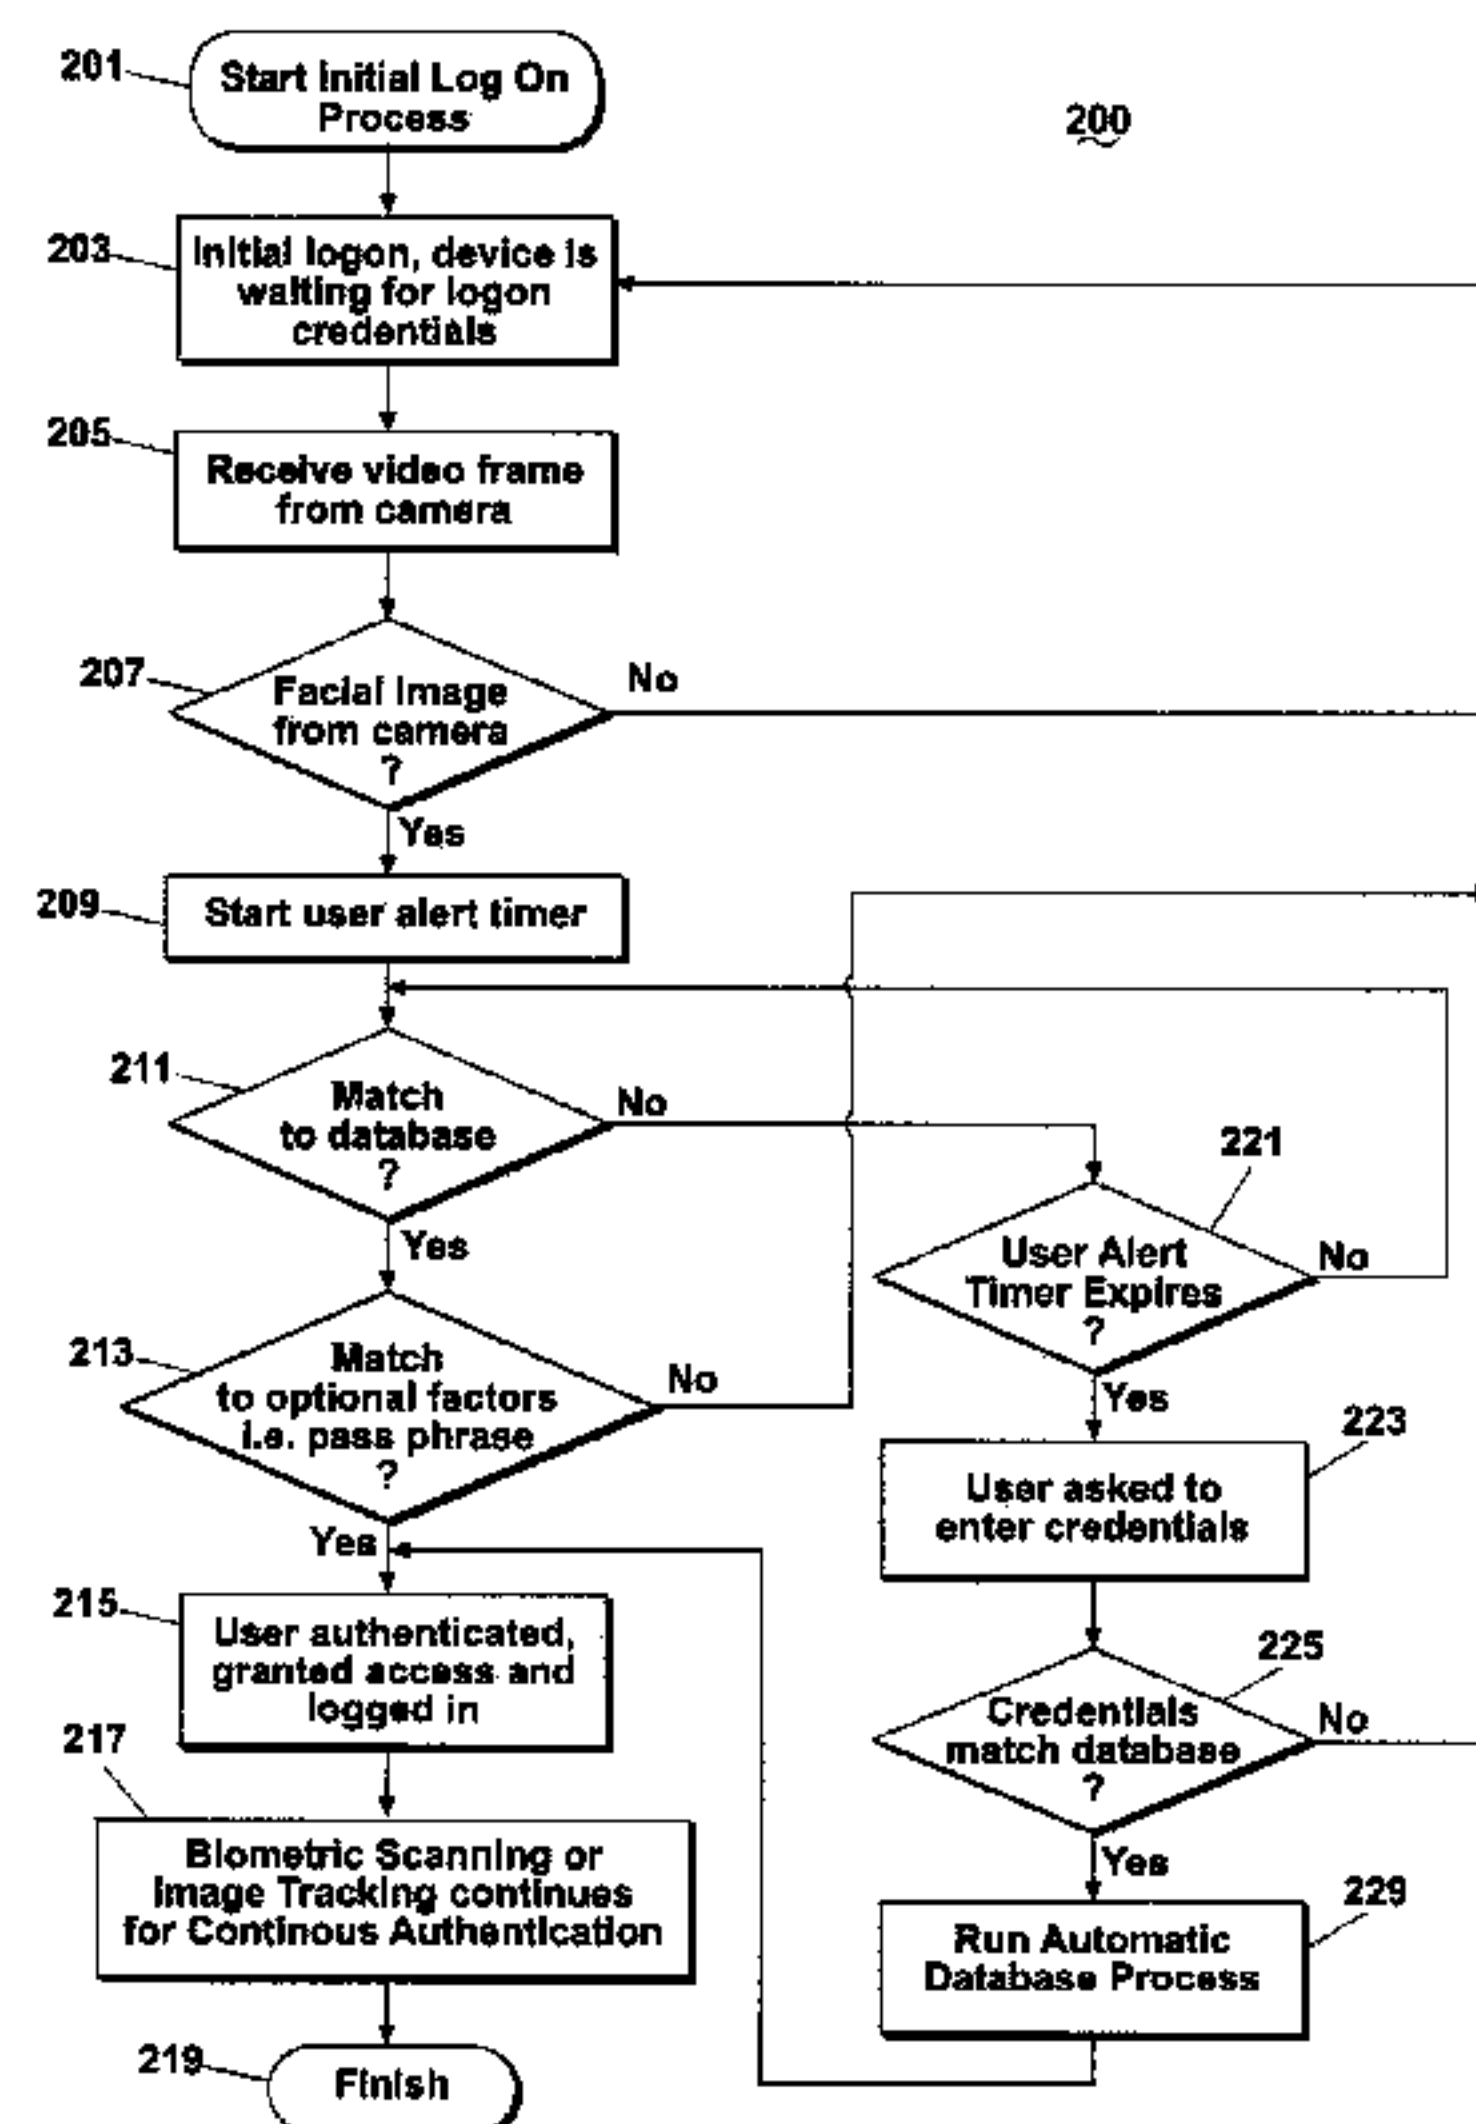 201
Start Initial Log On
Process
200
203
Initial logon, device is
waiting for logon
credentials
205
Receive video frame
from camera
207
Facial Image
from camera
?
No
Yes
209
Start user alert timer
211
Match
to database
?
No
Yes
221
User Alert
Timer Expires
?
No
Yes
213
Match
to optional factors
i.e. pass phrase
?
No
Yes
223
User asked to
enter credentials
215
User authenticated,
granted access and
logged in
225
Credentials
match database
?
No
Yes
217
Biometric Scanning or
Image Tracking continues
for Continous Authentication
229
Run Automatic
Database Process
219
Finish